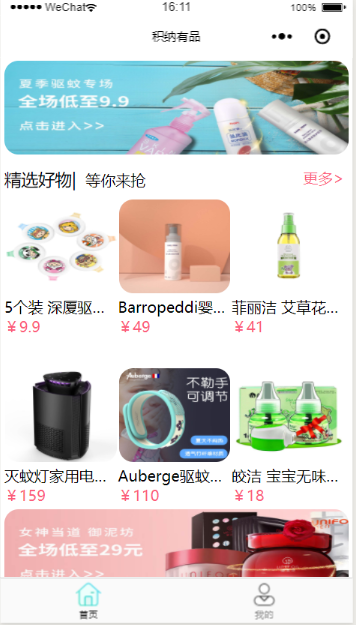 WeChat
16:11
100%
积纳有品
夏季驱蚊专场
全场低至9.9
点击进入>>
精选好物| 等你来抢
更多>
5个装 深厦驱...
¥9.9
Barropeddi婴...
¥49
菲丽洁 艾草花...
¥41
Auberge
不勒手
可调节
灭蚊灯家用电...
¥159
Auberge驱蚊...
¥110
皎洁 宝宝无味...
¥18
女神当道 御泥坊
全场低至29元
点击进入>>
首页
我的